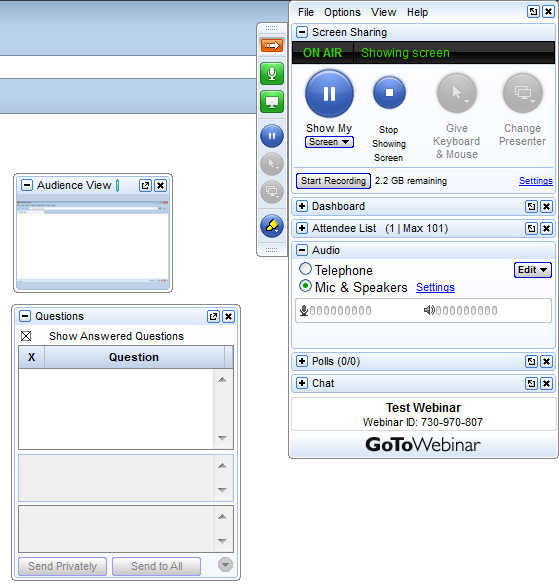 File Options View Help
Screen Sharing
ON AIR Showing screen
Show My
Screen
Stop
Showing
Screen
Give
Keyboard
& Mouse
Change
Presenter
Start Recording 2.2 GB remaining Settings
Dashboard
Attendee List (1 | Max 101)
Audio
Telephone
Edit
Mic & Speakers Settings
Polls (0/0)
Chat
Test Webinar
Webinar ID: 730-970-807
GoToWebinar
Audience View
Questions
Show Answered Questions
X Question
Send Privately Send to All